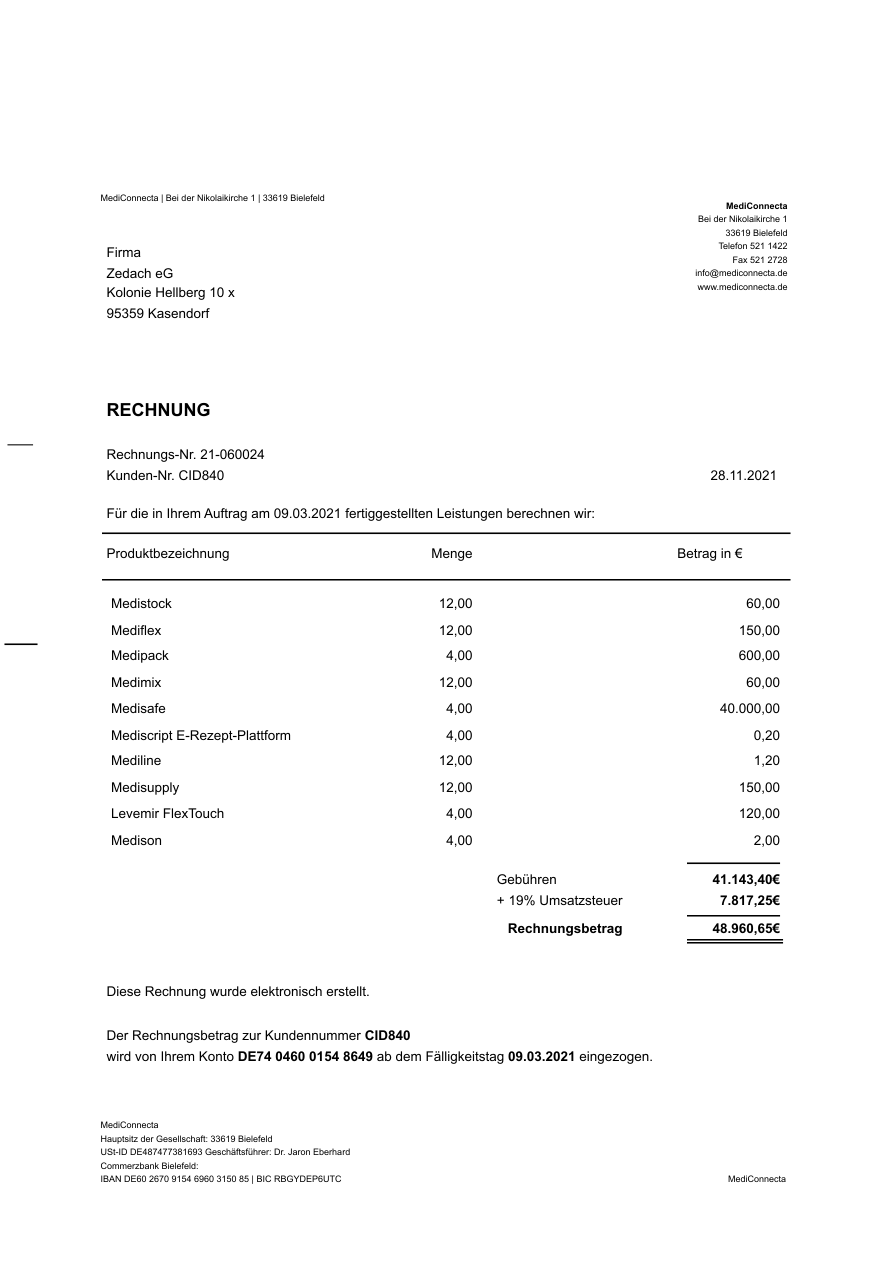 MediConnecta | Bei der Nikolaikirche 1 | 33619 Bielefeld
MediConnecta
Bei der Nikolaikirche 1
33619 Bielefeld
Telefon 521 1422
Fax 521 2728
info@mediconnecta.de
www.mediconnecta.de
Firma
Zedach eG
Kolonie Hellberg 10 x
95359 Kasendorf
RECHNUNG
Rechnungs-Nr. 21-060024
Kunden-Nr. CID840 28.11.2021
Für die in Ihrem Auftrag am 09.03.2021 fertiggestellten Leistungen berechnen wir:
Produktbezeichnung Menge Betrag in €
Medistock 12,00 60,00
Mediflex 12,00 150,00
Medipack 4,00 600,00
Medimix 12,00 60,00
Medisafe 4,00 40.000,00
Mediscript E-Rezept-Plattform 4,00 0,20
Mediline 12,00 1,20
Medisupply 12,00 150,00
Levemir FlexTouch 4,00 120,00
Medison 4,00 2,00
Gebühren 41.143,40€
+ 19% Umsatzsteuer 7.817,25€
Rechnungsbetrag 48.960,65€
Diese Rechnung wurde elektronisch erstellt.
Der Rechnungsbetrag zur Kundennummer CID840
wird von Ihrem Konto DE74 0460 0154 8649 ab dem Fälligkeitstag 09.03.2021 eingezogen.
MediConnecta
Hauptsitz der Gesellschaft: 33619 Bielefeld
USt-ID DE487477381693 Geschäftsführer: Dr. Jaron Eberhard
Commerzbank Bielefeld:
IBAN DE60 2670 9154 6960 3150 85 | BIC RBGYDEP6UTC MediConnecta